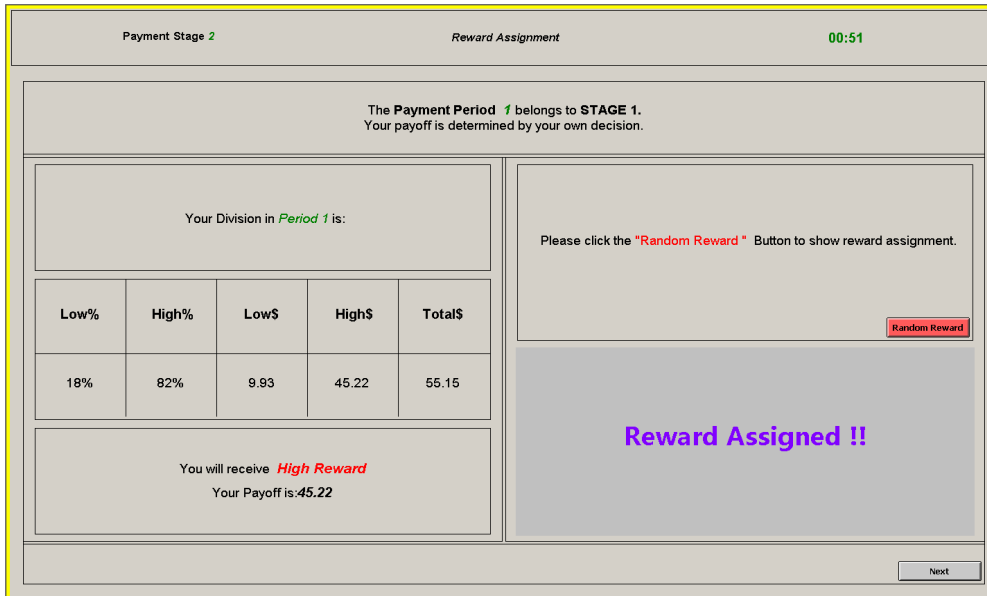 Payment Stage 2
Reward Assignment
00:51
The Payment Period 1 belongs to STAGE 1.
Your payoff is determined by your own decision.
Your Division in Period 1 is:
Low% High% Low$ High$ Total$
18% 82% 9.93 45.22 55.15
You will receive High Reward
Your Payoff is:45.22
Please click the "Random Reward " Button to show reward assignment.
Random Reward
Reward Assigned !!
Next